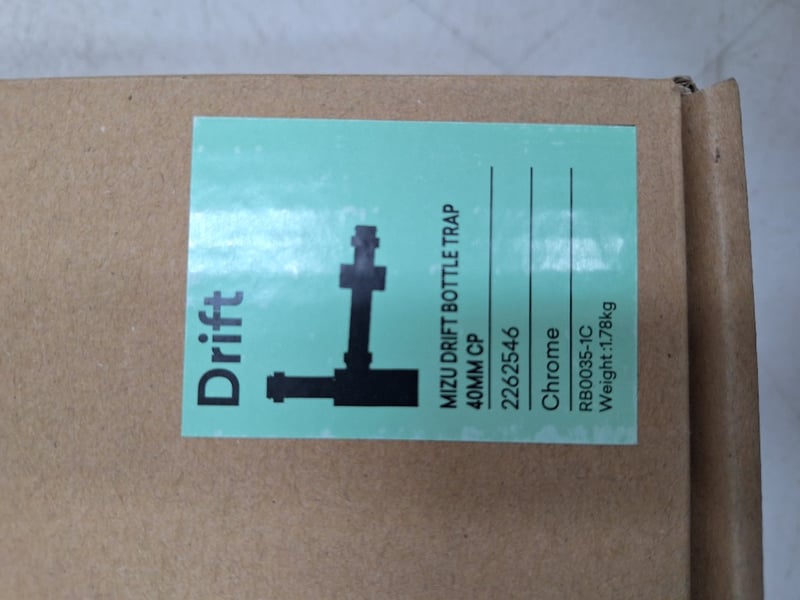 Drift
MIZU DRIFT BOTTLE TRAP
40MM CP
2262546
Chrome
RB0035-1C
Weight :1.78kg